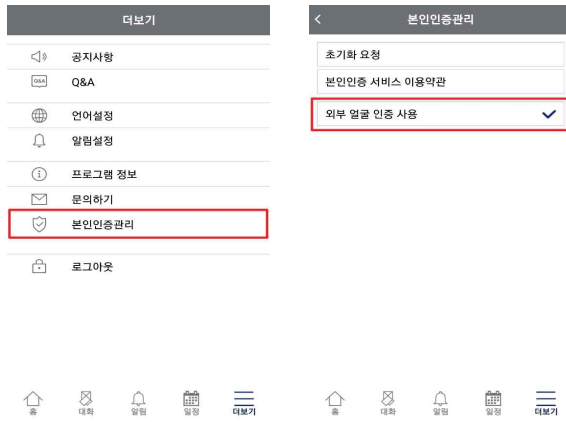 더보기
공지사항
Q&A
Q&A
언어설정
알림설정
프로그램 정보
문의하기
본인인증관리
로그아웃
홈
대화
알림
일정
더보기
본인인증관리
초기화 요청
본인인증 서비스 이용약관
외부 얼굴 인증 사용
홈
대화
알림
일정
더보기